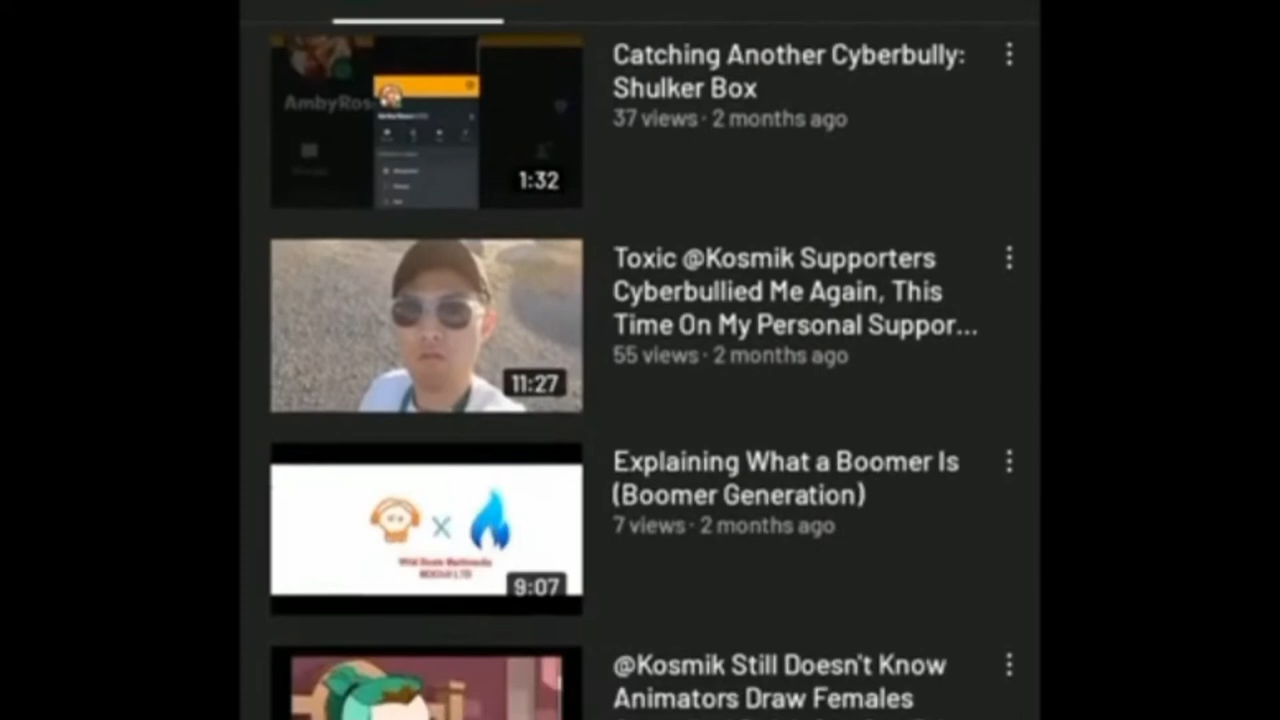 Catching Another Cyberbully:
Shulker Box
37 views · 2 months ago
AmbyRos
1:32
Toxic @Kosmik Supporters
Cyberbullied Me Again, This
Time On My Personal Suppor...
55 views · 2 months ago
11:27
Explaining What a Boomer Is
(Boomer Generation)
7 views · 2 months ago
X
9:07
@Kosmik Still Doesn't Know
Animators Draw Females